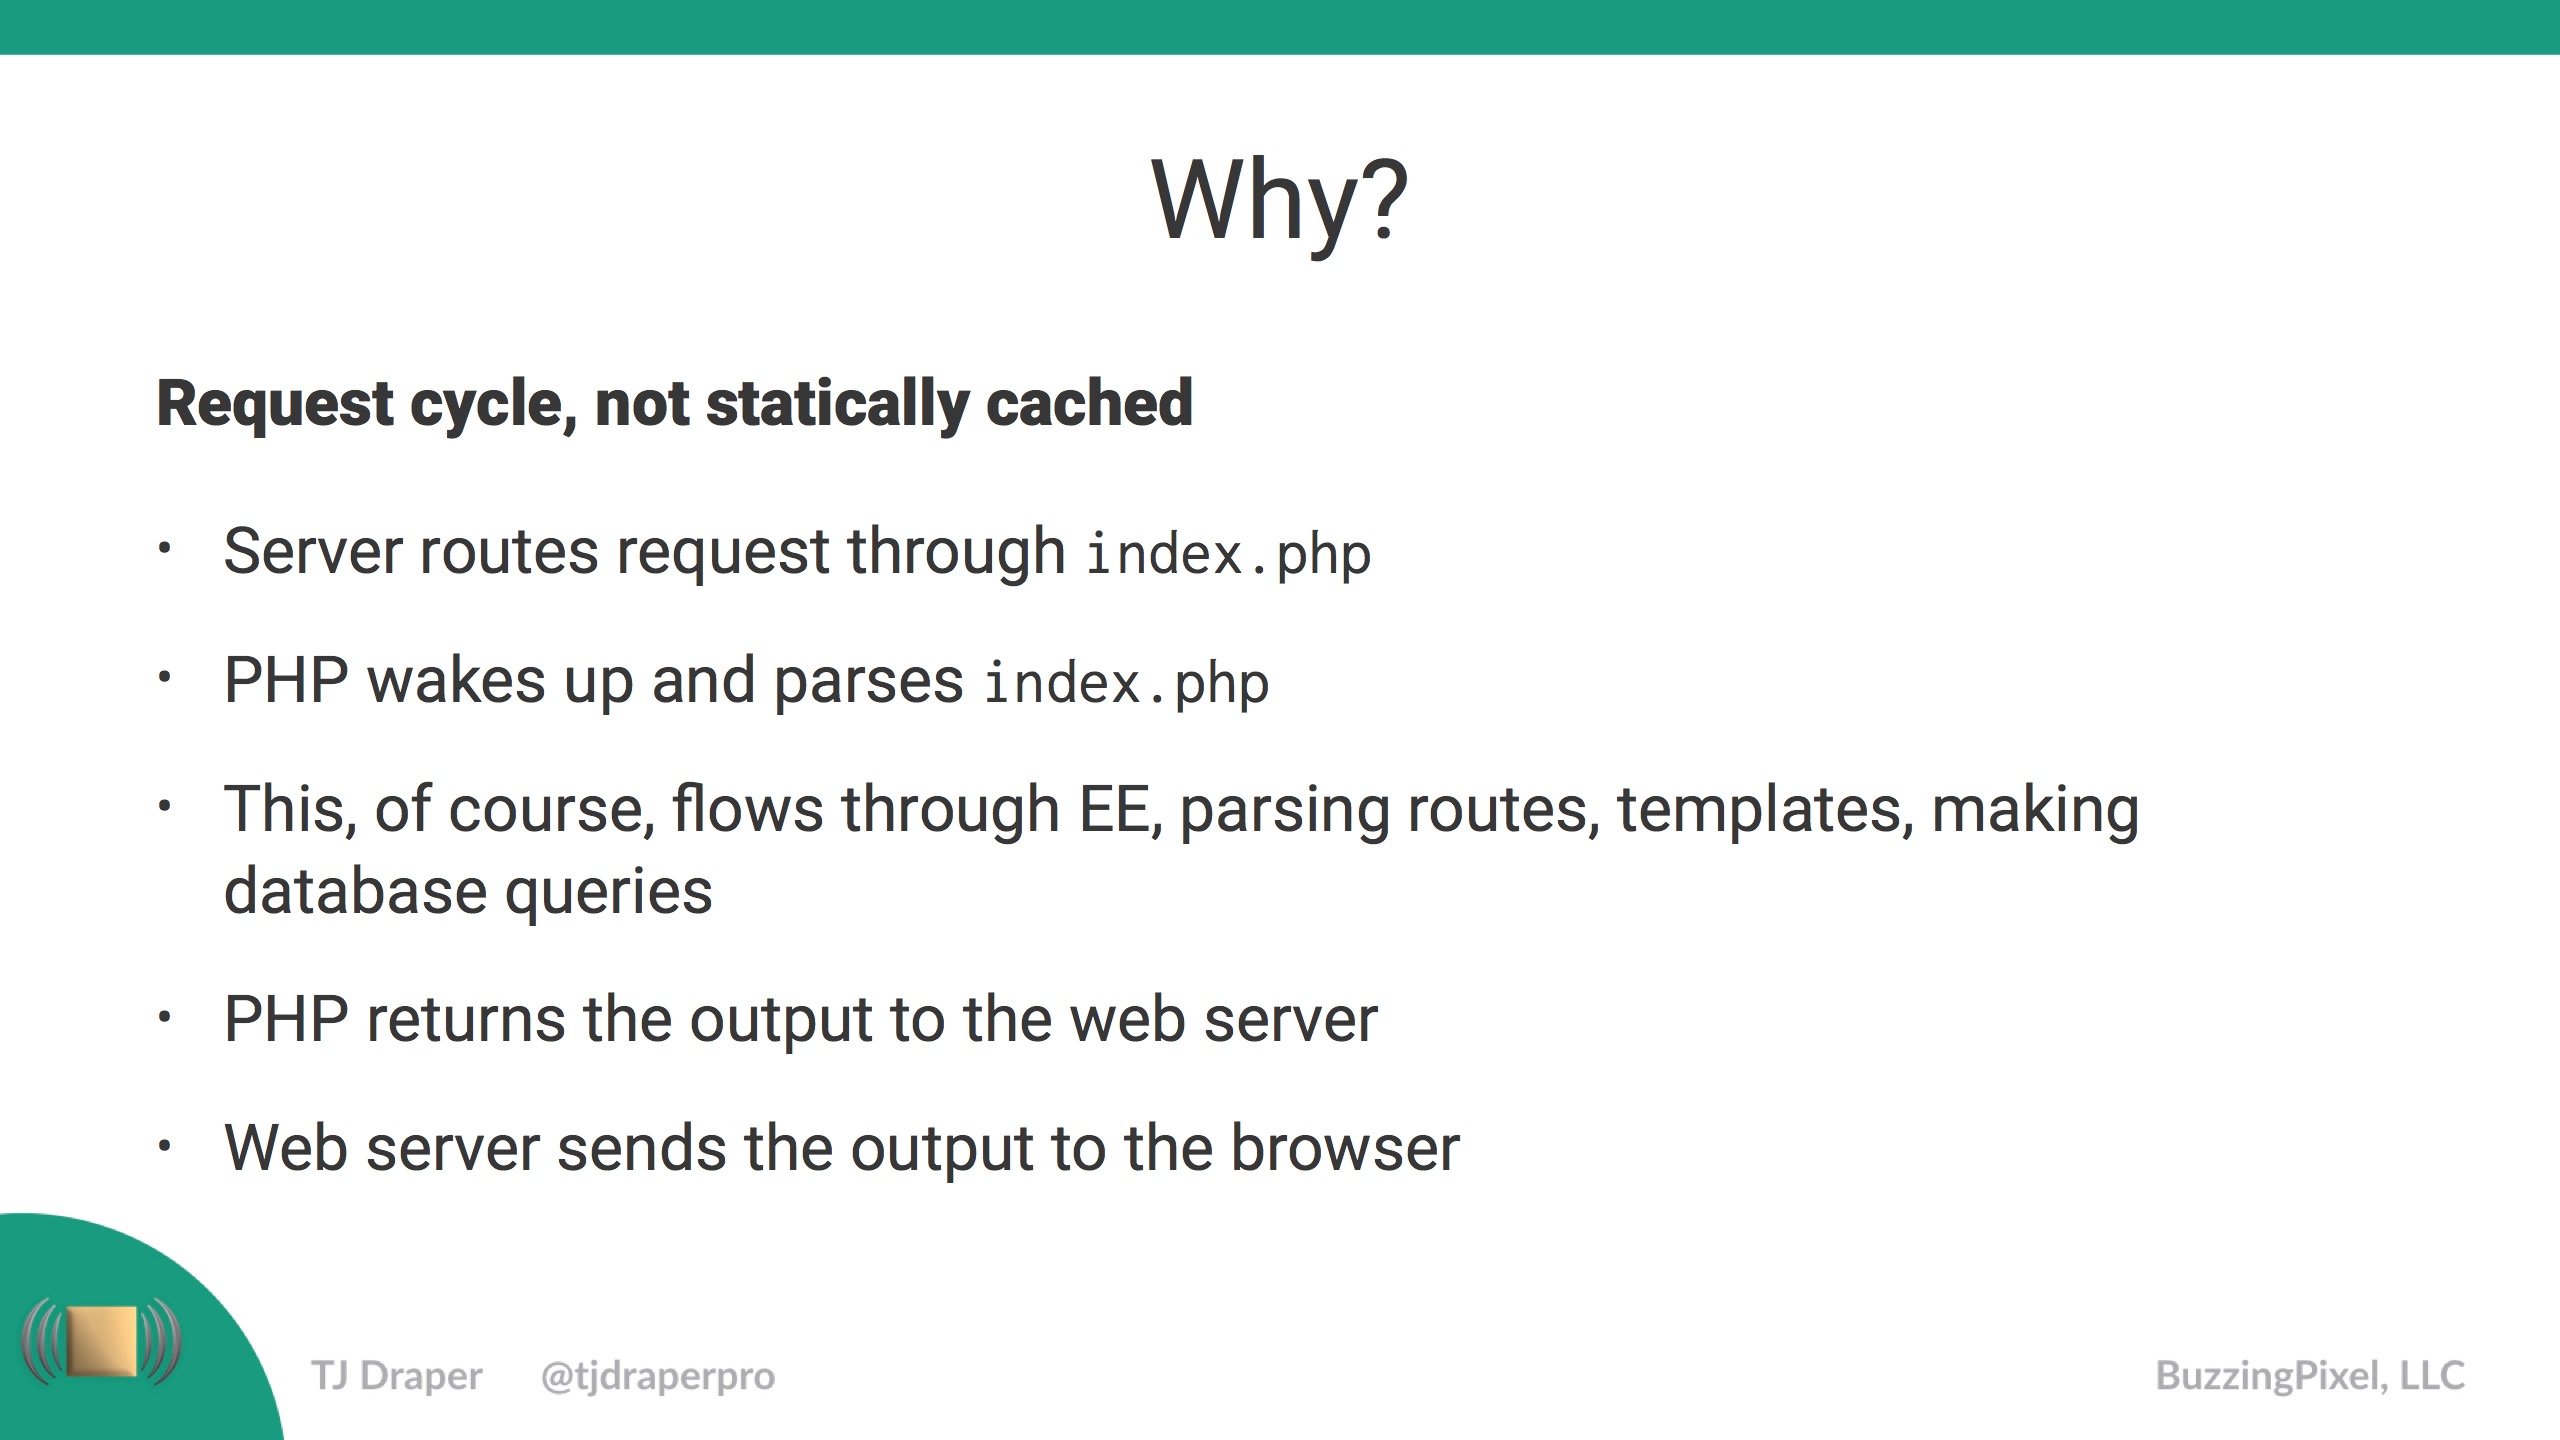 Why?
Request cycle, not statically cached
• Server routes request through index.php
• PHP wakes up and parses index.php
• This, of course, flows through EE, parsing routes, templates, making
database queries
• PHP returns the output to the web server
• Web server sends the output to the browser
TJ Draper @tjdraperpro BuzzingPixel, LLC